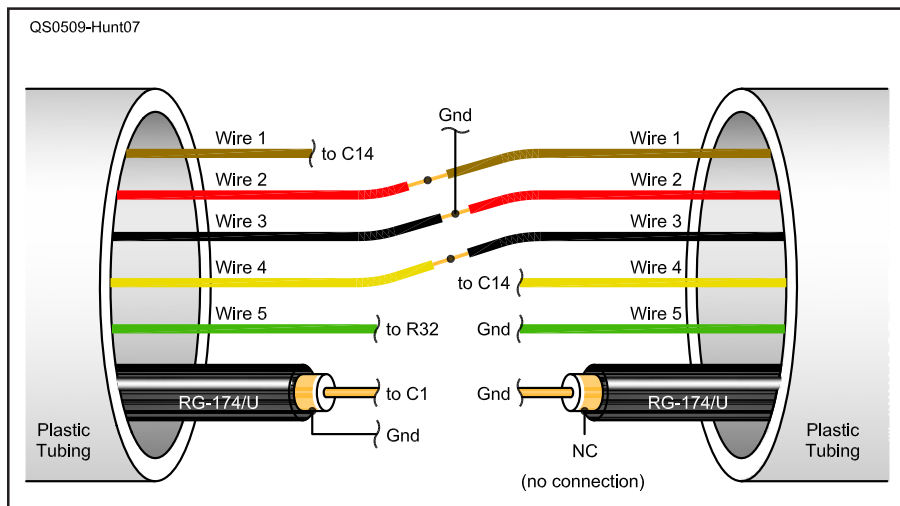 QS0509-Hunt07
Gnd
Wire 1
to C14
Wire 1
Wire 2
Wire 2
Wire 3
Wire 3
Wire 4
to C14
Wire 4
Wire 5
to R32
Gnd
Wire 5
RG-174/U
to C1
Gnd
RG-174/U
Plastic
Tubing
Gnd
NC
(no connection)
Plastic
Tubing